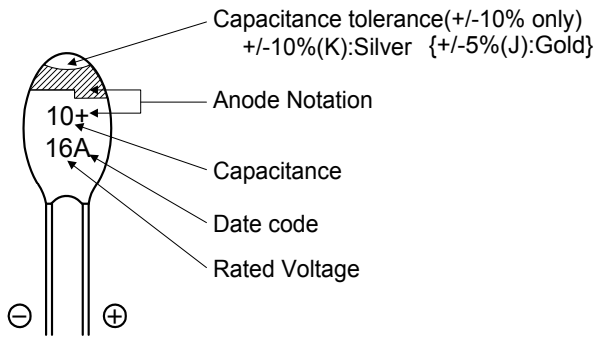 Capacitance tolerance(+/-10% only)
+/-10%(K):Silver {+/-5%(J):Gold}
Anode Notation
10+
16A
Capacitance
Date code
Rated Voltage
⊖ ⊕